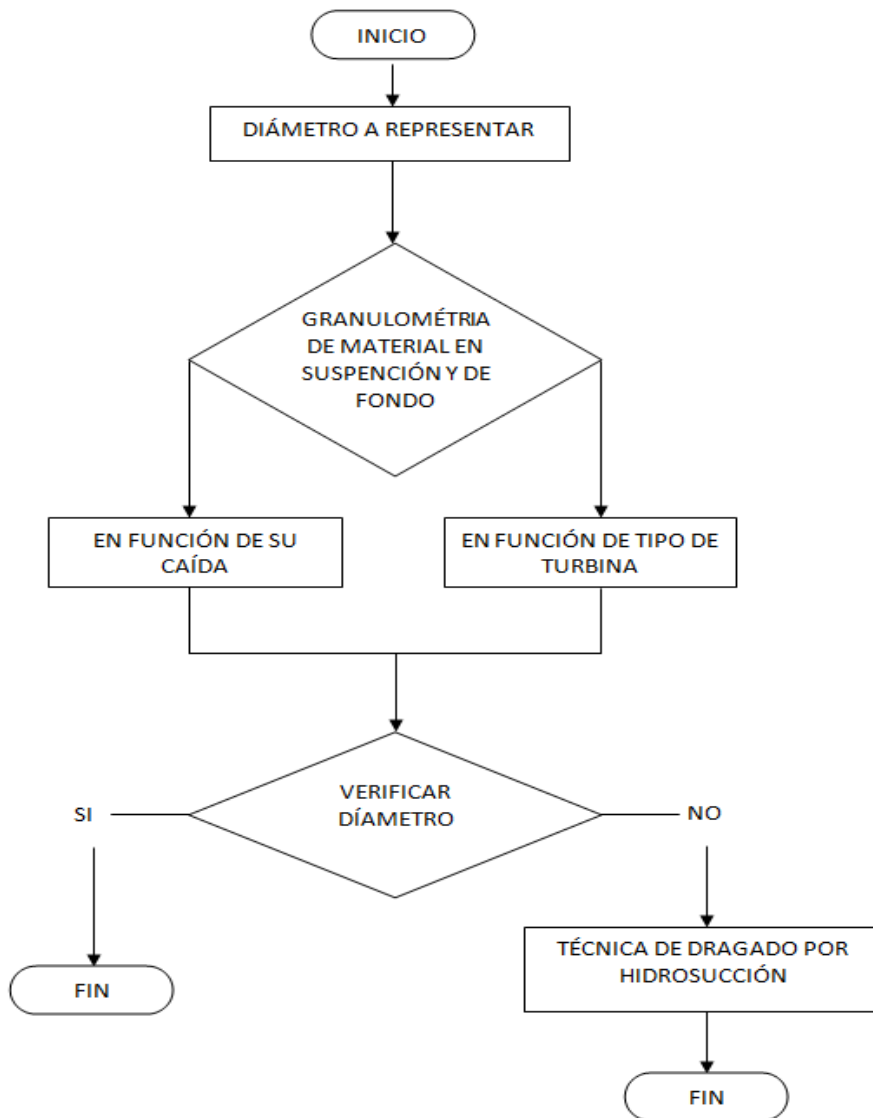 INICIO
DIÁMETRO A REPRESENTAR
GRANULOMÉTRIA
DE MATERIAL EN
SUSPENCIÓN Y DE
FONDO
EN FUNCIÓN DE SU
CAÍDA
EN FUNCIÓN DE TIPO DE
TURBINA
VERIFICAR
DÍAMETRO
SI
NO
TÉCNICA DE DRAGADO POR
HIDROSUCCIÓN
FIN
FIN